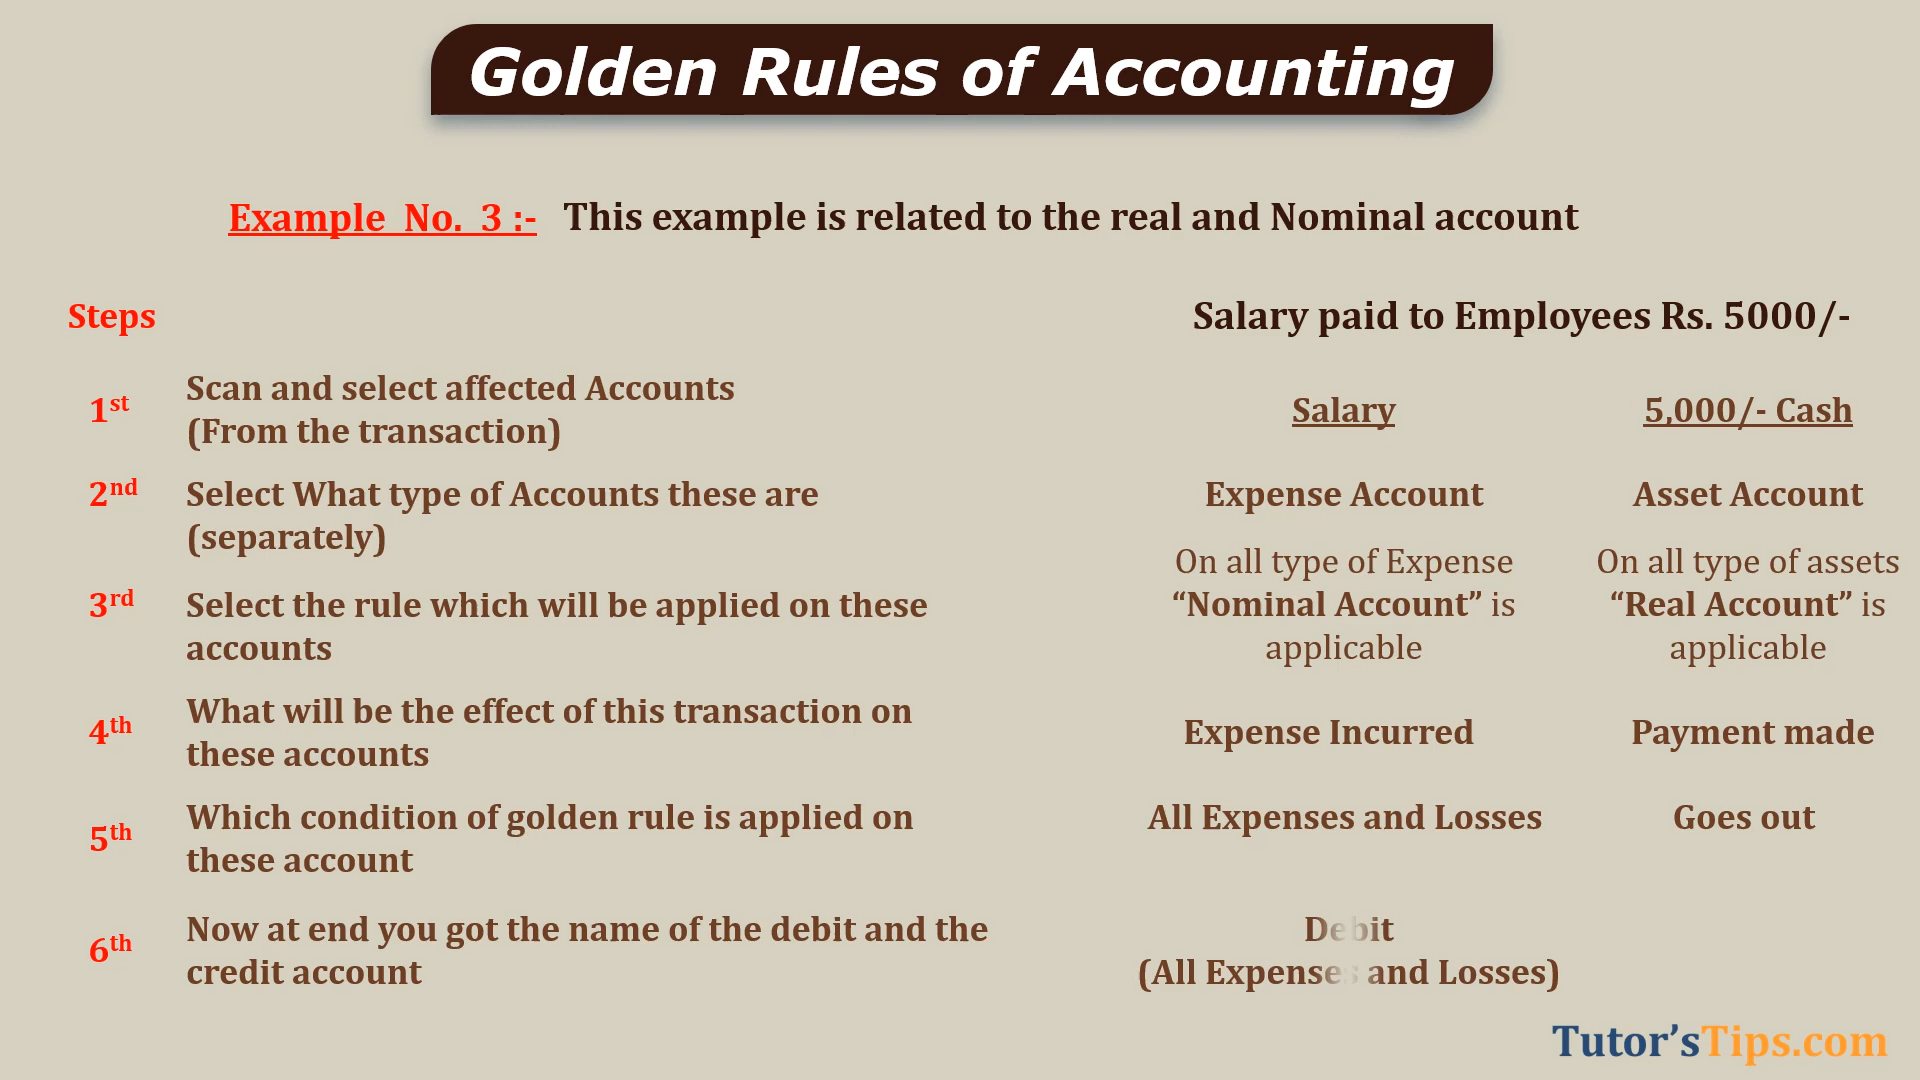 Golden Rules of Accounting
Example No. 3 :- This example is related to the real and Nominal account
Steps
Salary paid to Employees Rs. 5000/-
1st
Scan and select affected Accounts
(From the transaction)
Salary
5,000/- Cash
2nd
Select What type of Accounts these are
(separately)
Expense Account
Asset Account
3rd
Select the rule which will be applied on these
accounts
On all type of Expense
“Nominal Account” is
applicable
On all type of assets
“Real Account” is
applicable
4th
What will be the effect of this transaction on
these accounts
Expense Incurred
Payment made
5th
Which condition of golden rule is applied on
these account
All Expenses and Losses
Goes out
6th
Now at end you got the name of the debit and the
credit account
Debit
(All Expenses and Losses)
Tutor’sTips.com